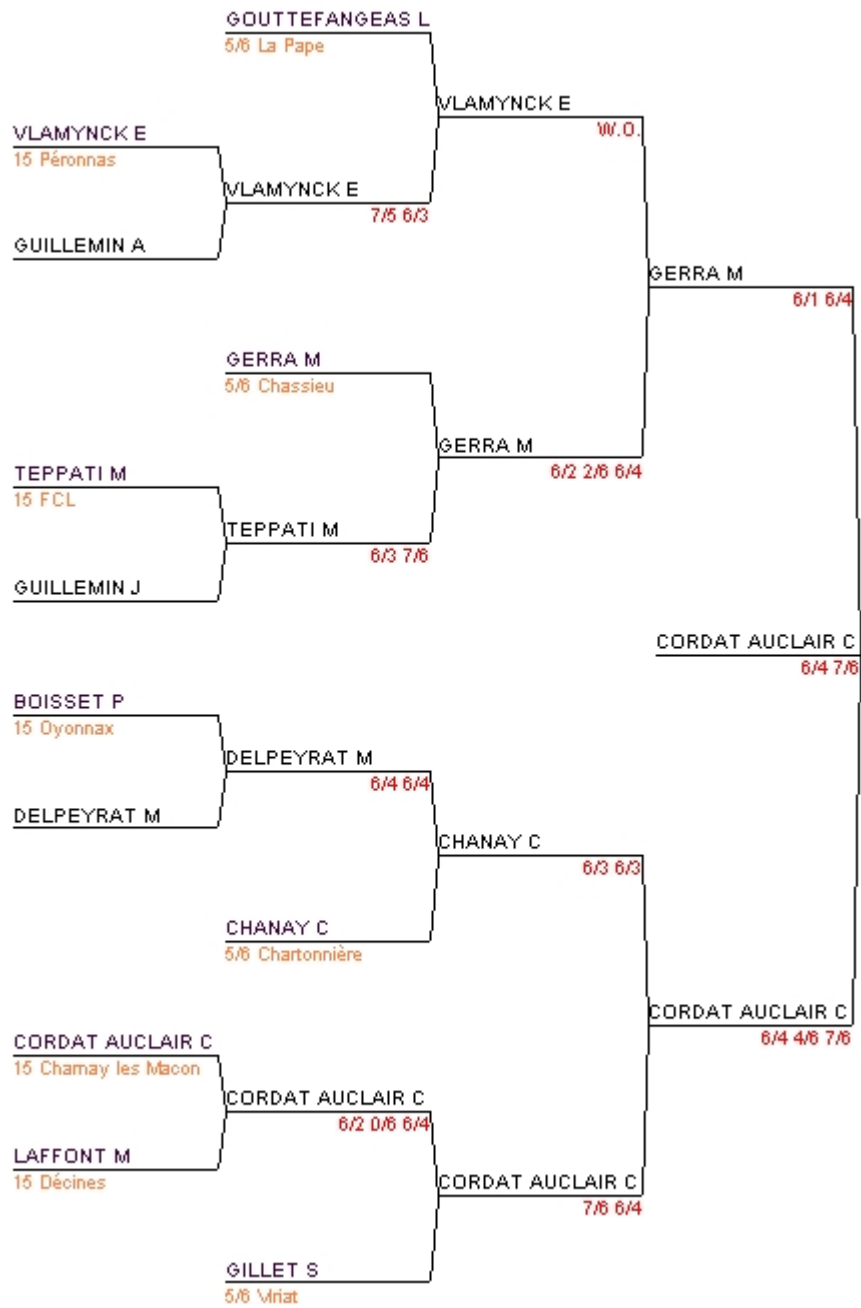 GOUTTEFANGEAS L
5/6 La Pape
VLAMYNCK E
W.O.
VLAMYNCK E
15 Péronnas
VLAMYNCK E
7/5 6/3
GUILLEMIN A
GERRA M
6/1 6/4
GERRA M
5/6 Chassieu
GERRA M
6/2 2/6 6/4
TEPPATI M
15 FCL
TEPPATI M
6/3 7/6
GUILLEMIN J
CORDAT AUCLAIR C
6/4 7/6
BOISSET P
15 Oyonnax
DELPEYRAT M
6/4 6/4
DELPEYRAT M
CHANAY C
6/3 6/3
CHANAY C
5/6 Chartonnière
CORDAT AUCLAIR C
6/4 4/6 7/6
CORDAT AUCLAIR C
15 Charnay les Macon
CORDAT AUCLAIR C
6/2 0/6 6/4
LAFFONT M
15 Décines
CORDAT AUCLAIR C
7/6 6/4
GILLET S
5/6 Viriat